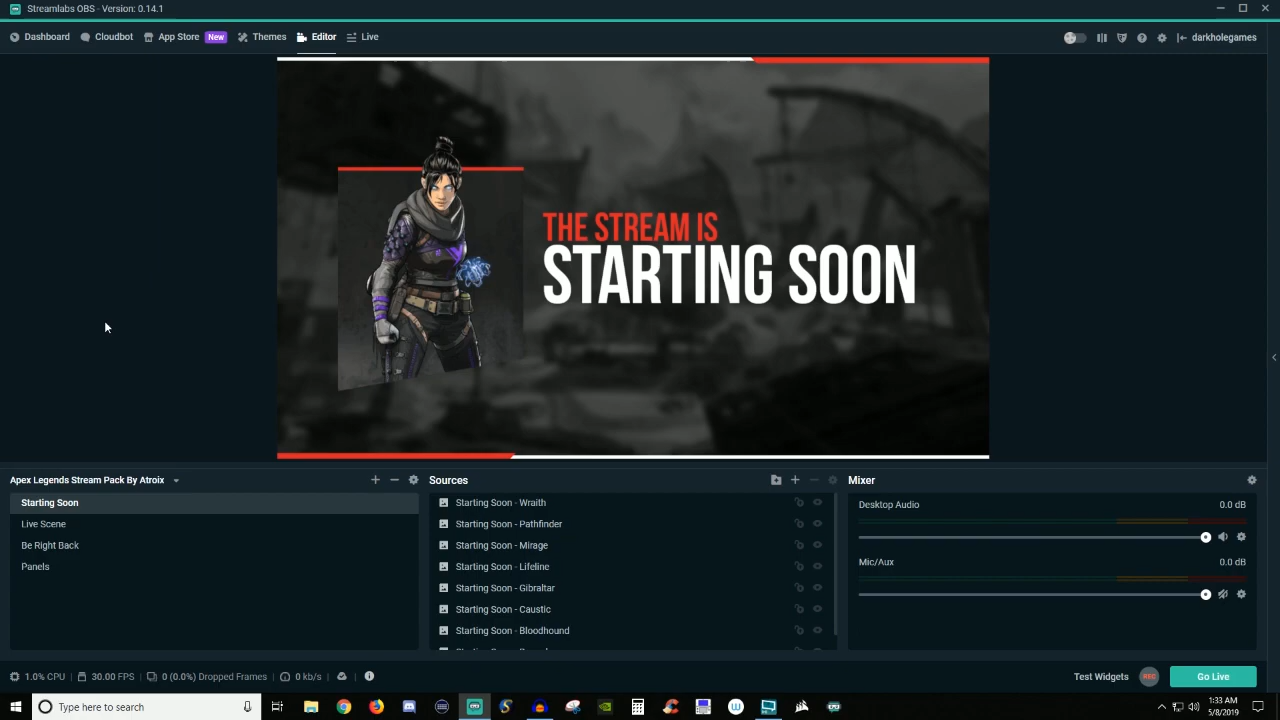 Streamlabs OBS - Version: 0.14.1
Dashboard Cloudbot App Store New Themes Editor Live darkholegames
THE STREAM IS
STARTING SOON
Apex Legends Stream Pack By Atroix Sources Mixer
Starting Soon
Live Scene
Be Right Back
Panels
Starting Soon - Wraith
Starting Soon - Pathfinder
Starting Soon - Mirage
Starting Soon - Lifeline
Starting Soon - Gibraltar
Starting Soon - Caustic
Starting Soon - Bloodhound
Desktop Audio 0.0 dB
Mic/Aux 0.0 dB
1.0% CPU 30.00 FPS 0 (0.0%) Dropped Frames 0 kb/s Test Widgets REC Go Live
Type here to search
1:33 AM
5/8/2019